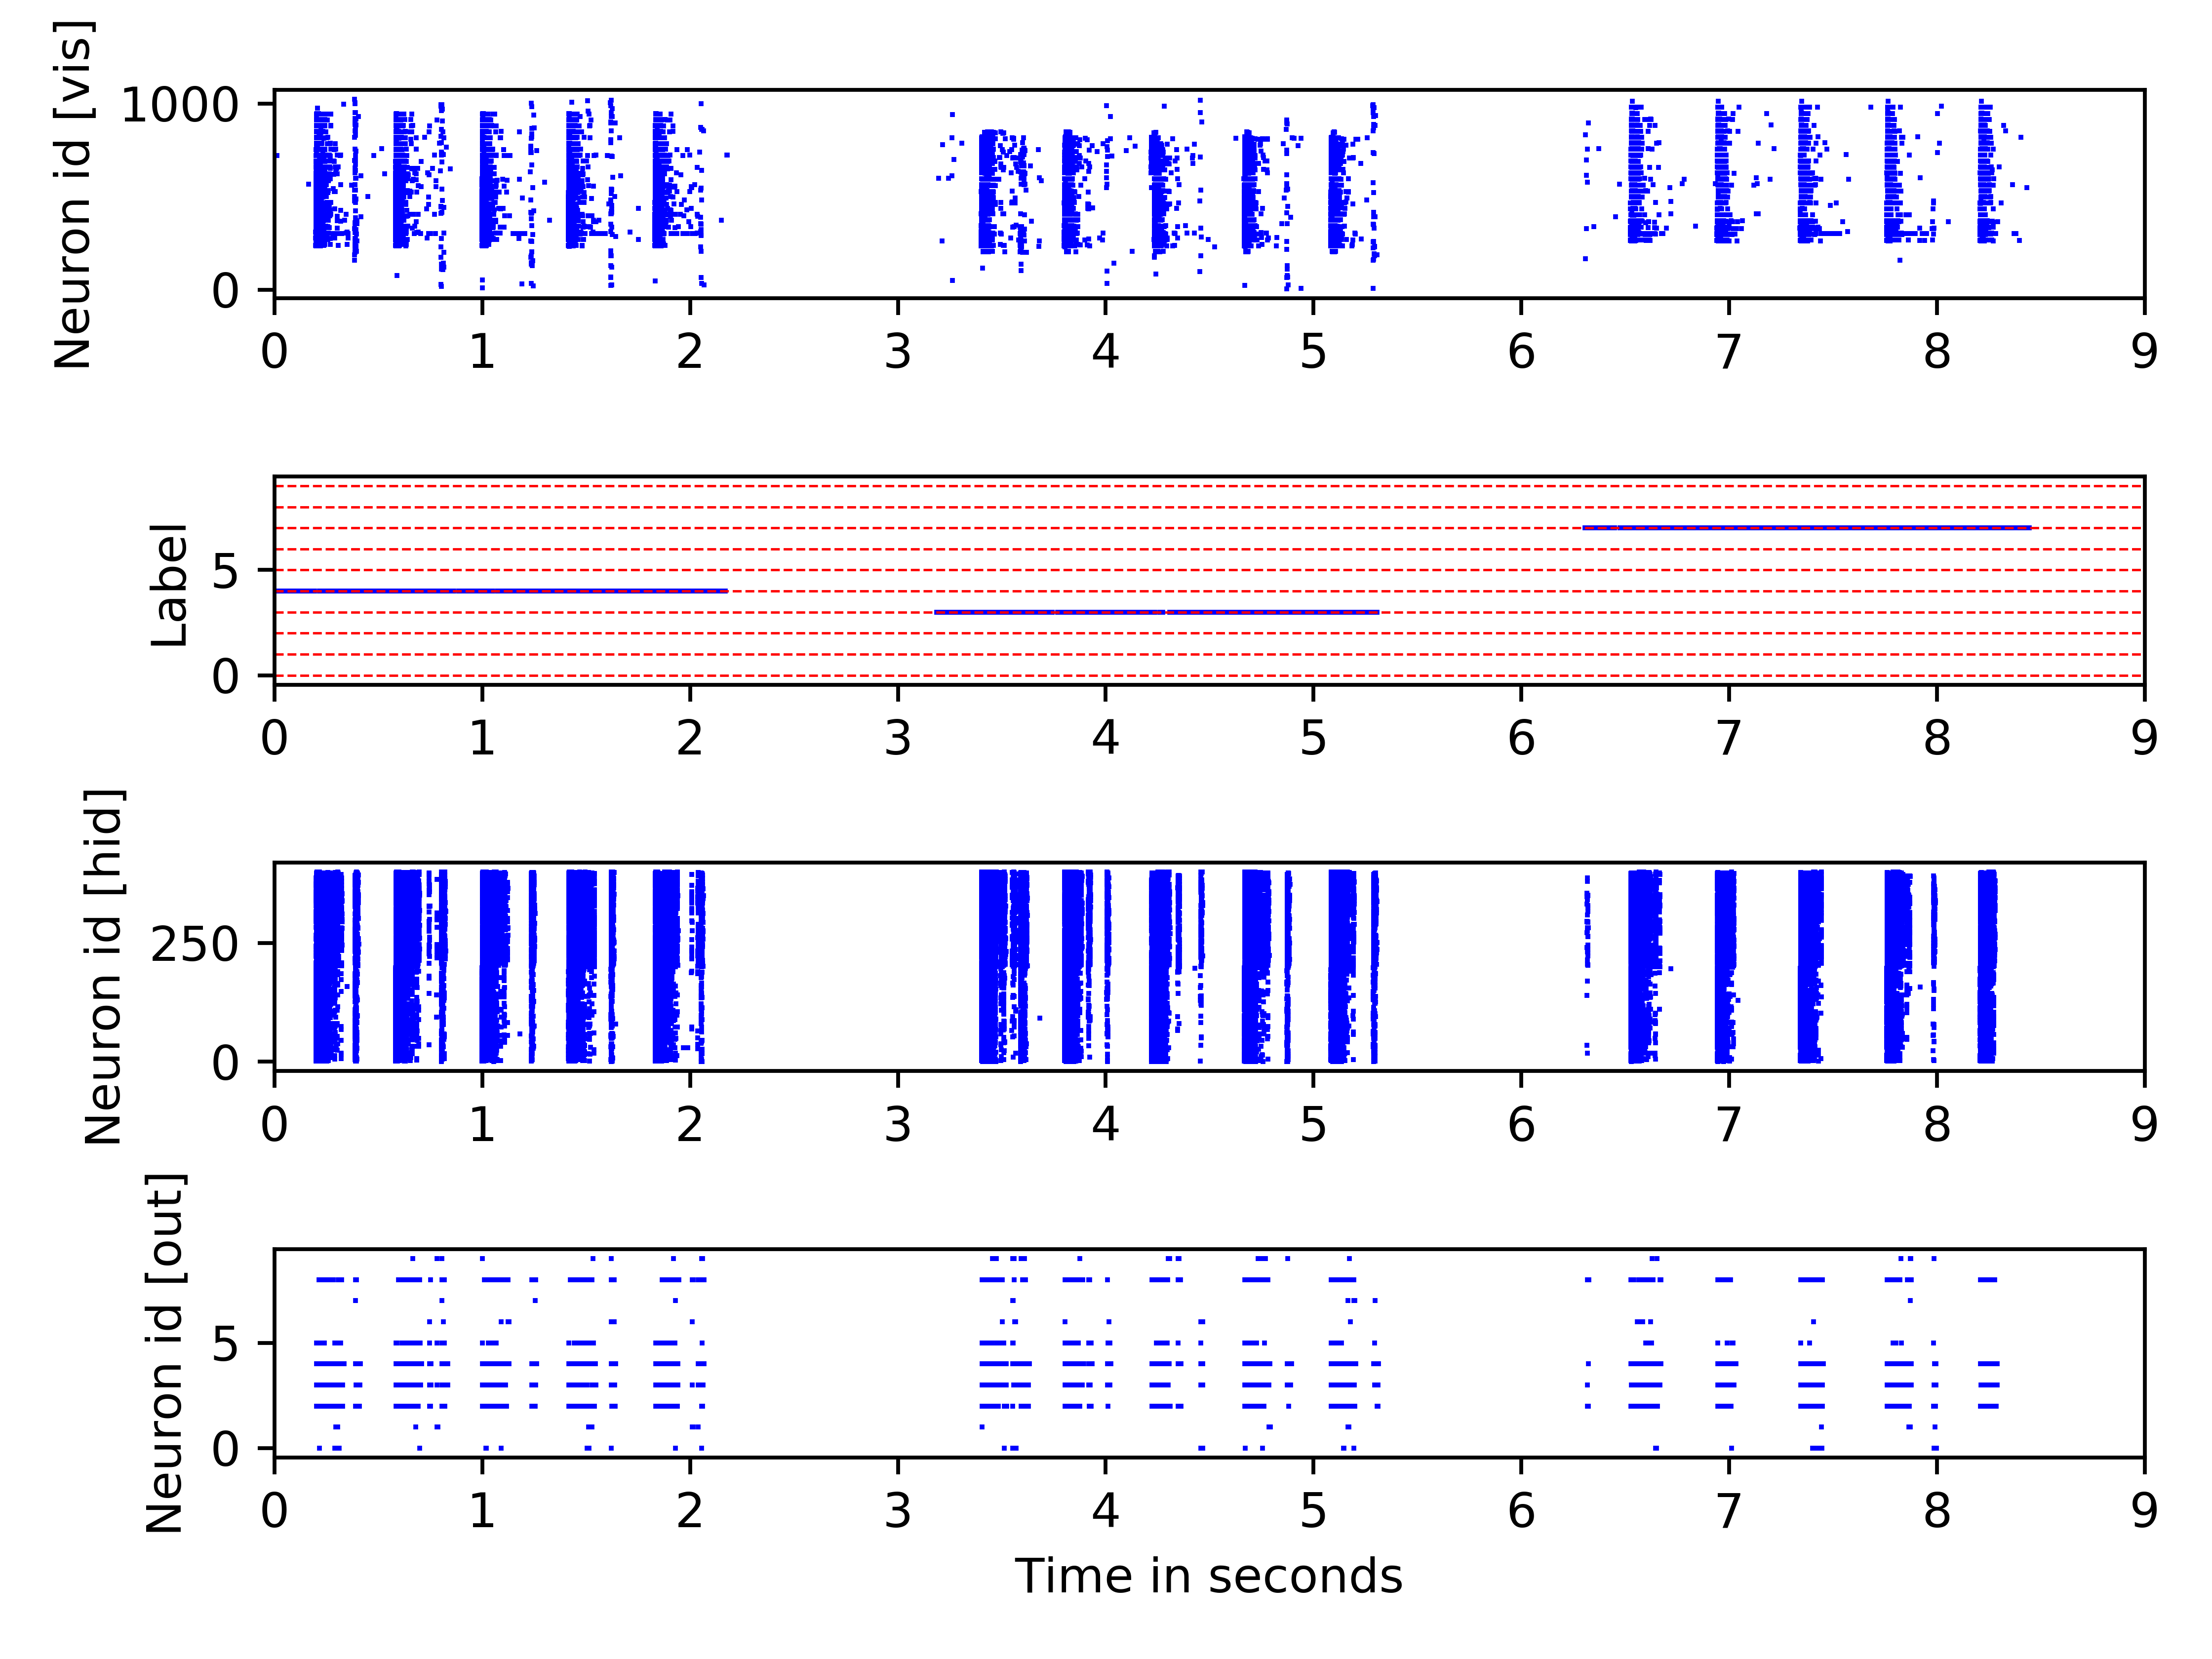 Neuron id [vis]
1000
0
0 1 2 3 4 5 6 7 8 9
Label
5
0
0 1 2 3 4 5 6 7 8 9
Neuron id [hid]
250
0
0 1 2 3 4 5 6 7 8 9
Neuron id [out]
5
0
0 1 2 3 4 5 6 7 8 9
Time in seconds